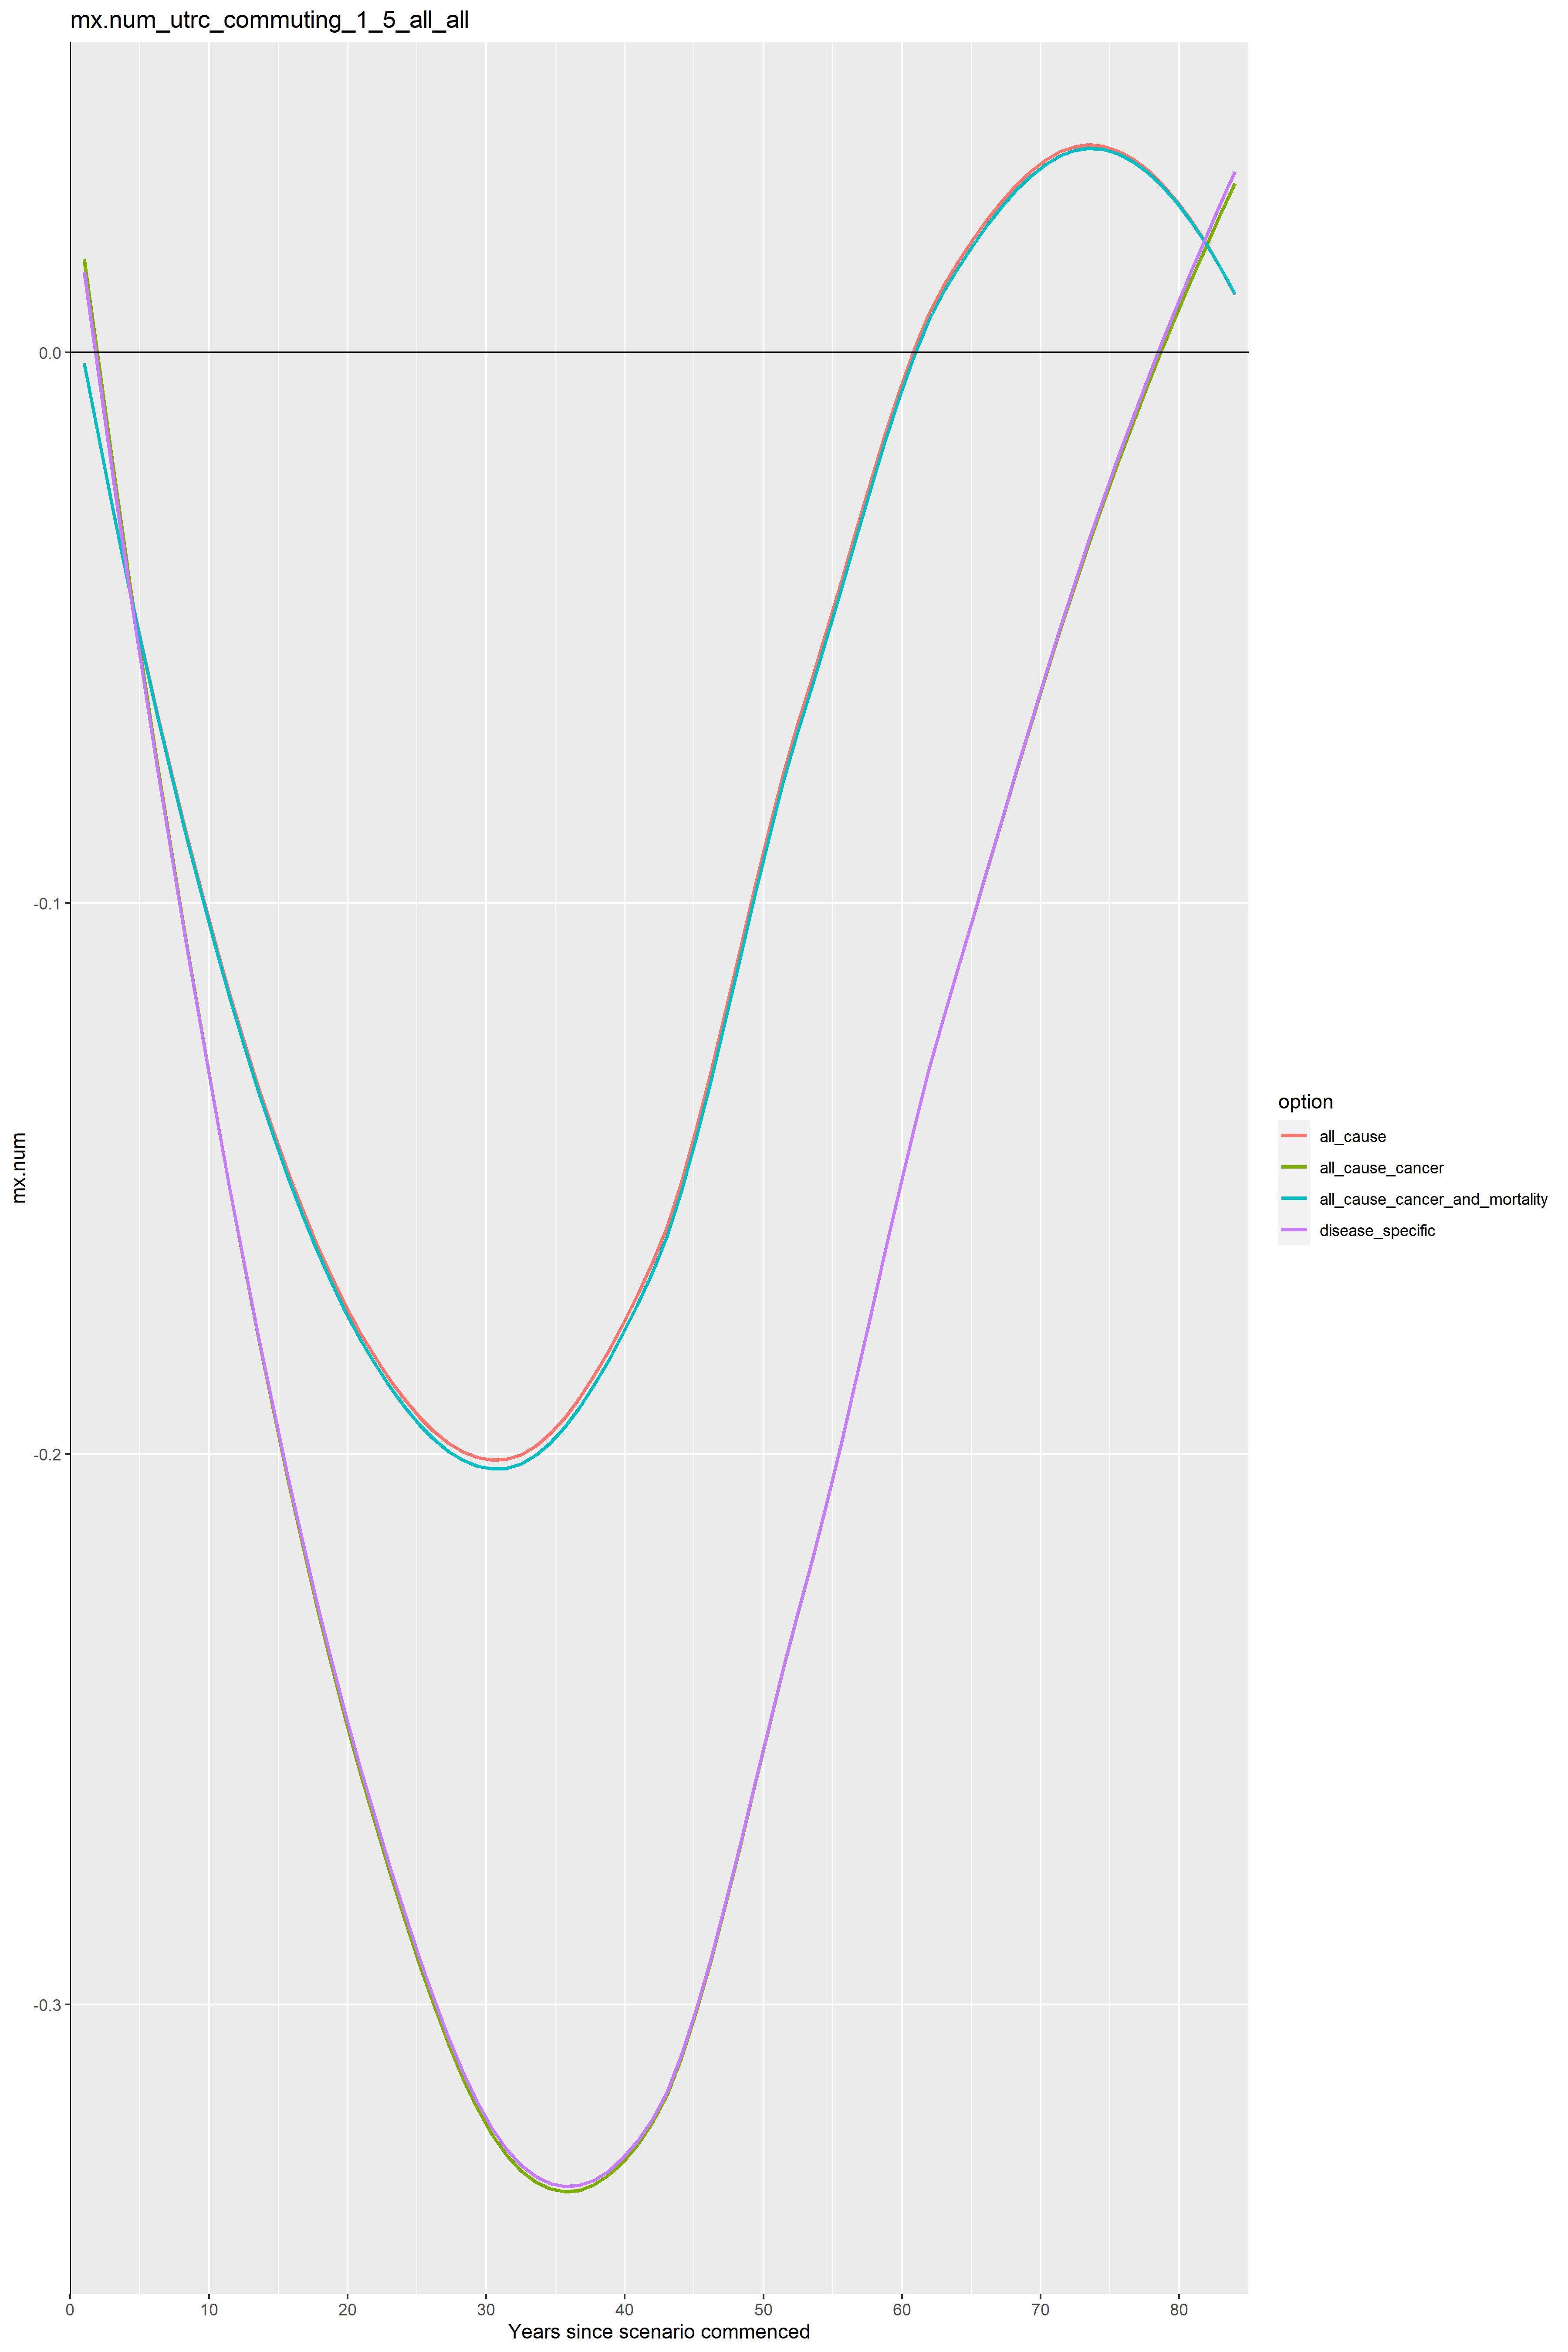 mx.num_utrc_commuting_1_5_all_all
mx.num
0.0
-0.1
-0.2
-0.3
0 10 20 30 40 50 60 70 80
Years since scenario commenced
option
all_cause
all_cause_cancer
all_cause_cancer_and_mortality
disease_specific